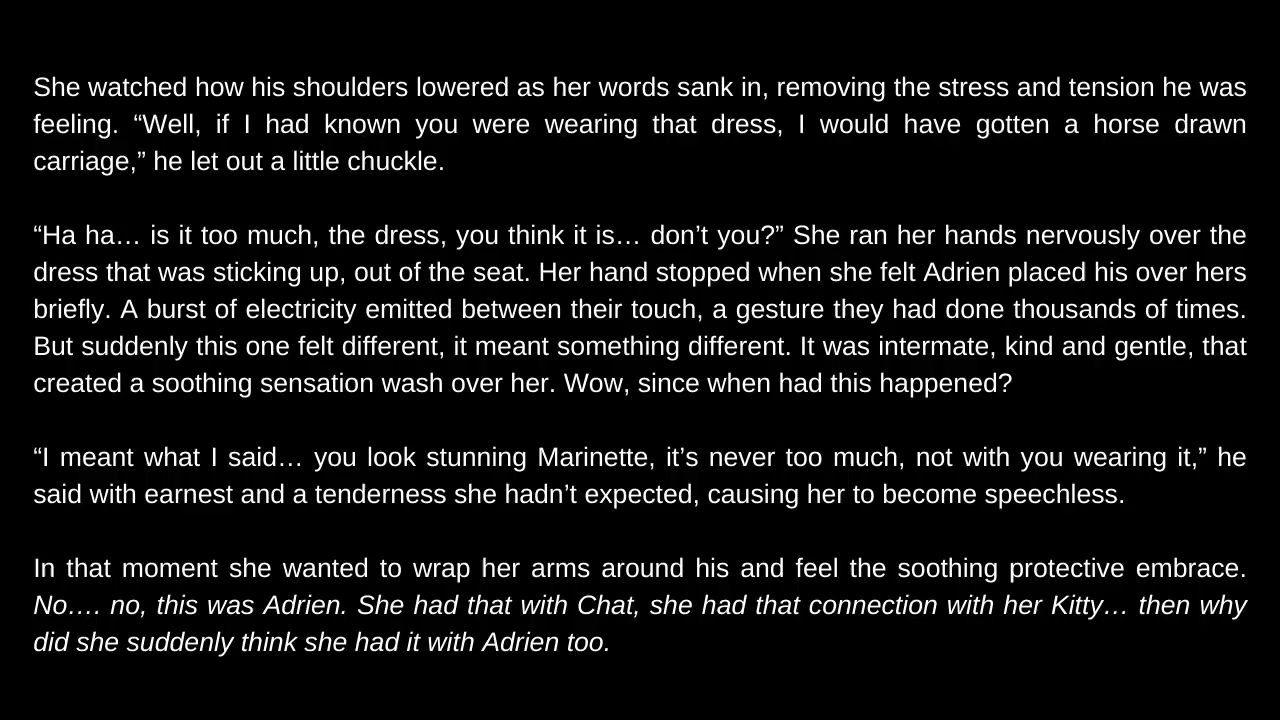 She watched how his shoulders lowered as her words sank in, removing the stress and tension he was
feeling. “Well, if I had known you were wearing that dress, I would have gotten a horse drawn
carriage,” he let out a little chuckle.
“Ha ha… is it too much, the dress, you think it is… don’t you?” She ran her hands nervously over the
dress that was sticking up, out of the seat. Her hand stopped when she felt Adrien placed his over hers
briefly. A burst of electricity emitted between their touch, a gesture they had done thousands of times.
But suddenly this one felt different, it meant something different. It was intermate, kind and gentle, that
created a soothing sensation wash over her. Wow, since when had this happened?
“I meant what I said… you look stunning Marinette, it’s never too much, not with you wearing it,” he
said with earnest and a tenderness she hadn’t expected, causing her to become speechless.
In that moment she wanted to wrap her arms around his and feel the soothing protective embrace.
No…. no, this was Adrien. She had that with Chat, she had that connection with her Kitty… then why
did she suddenly think she had it with Adrien too.